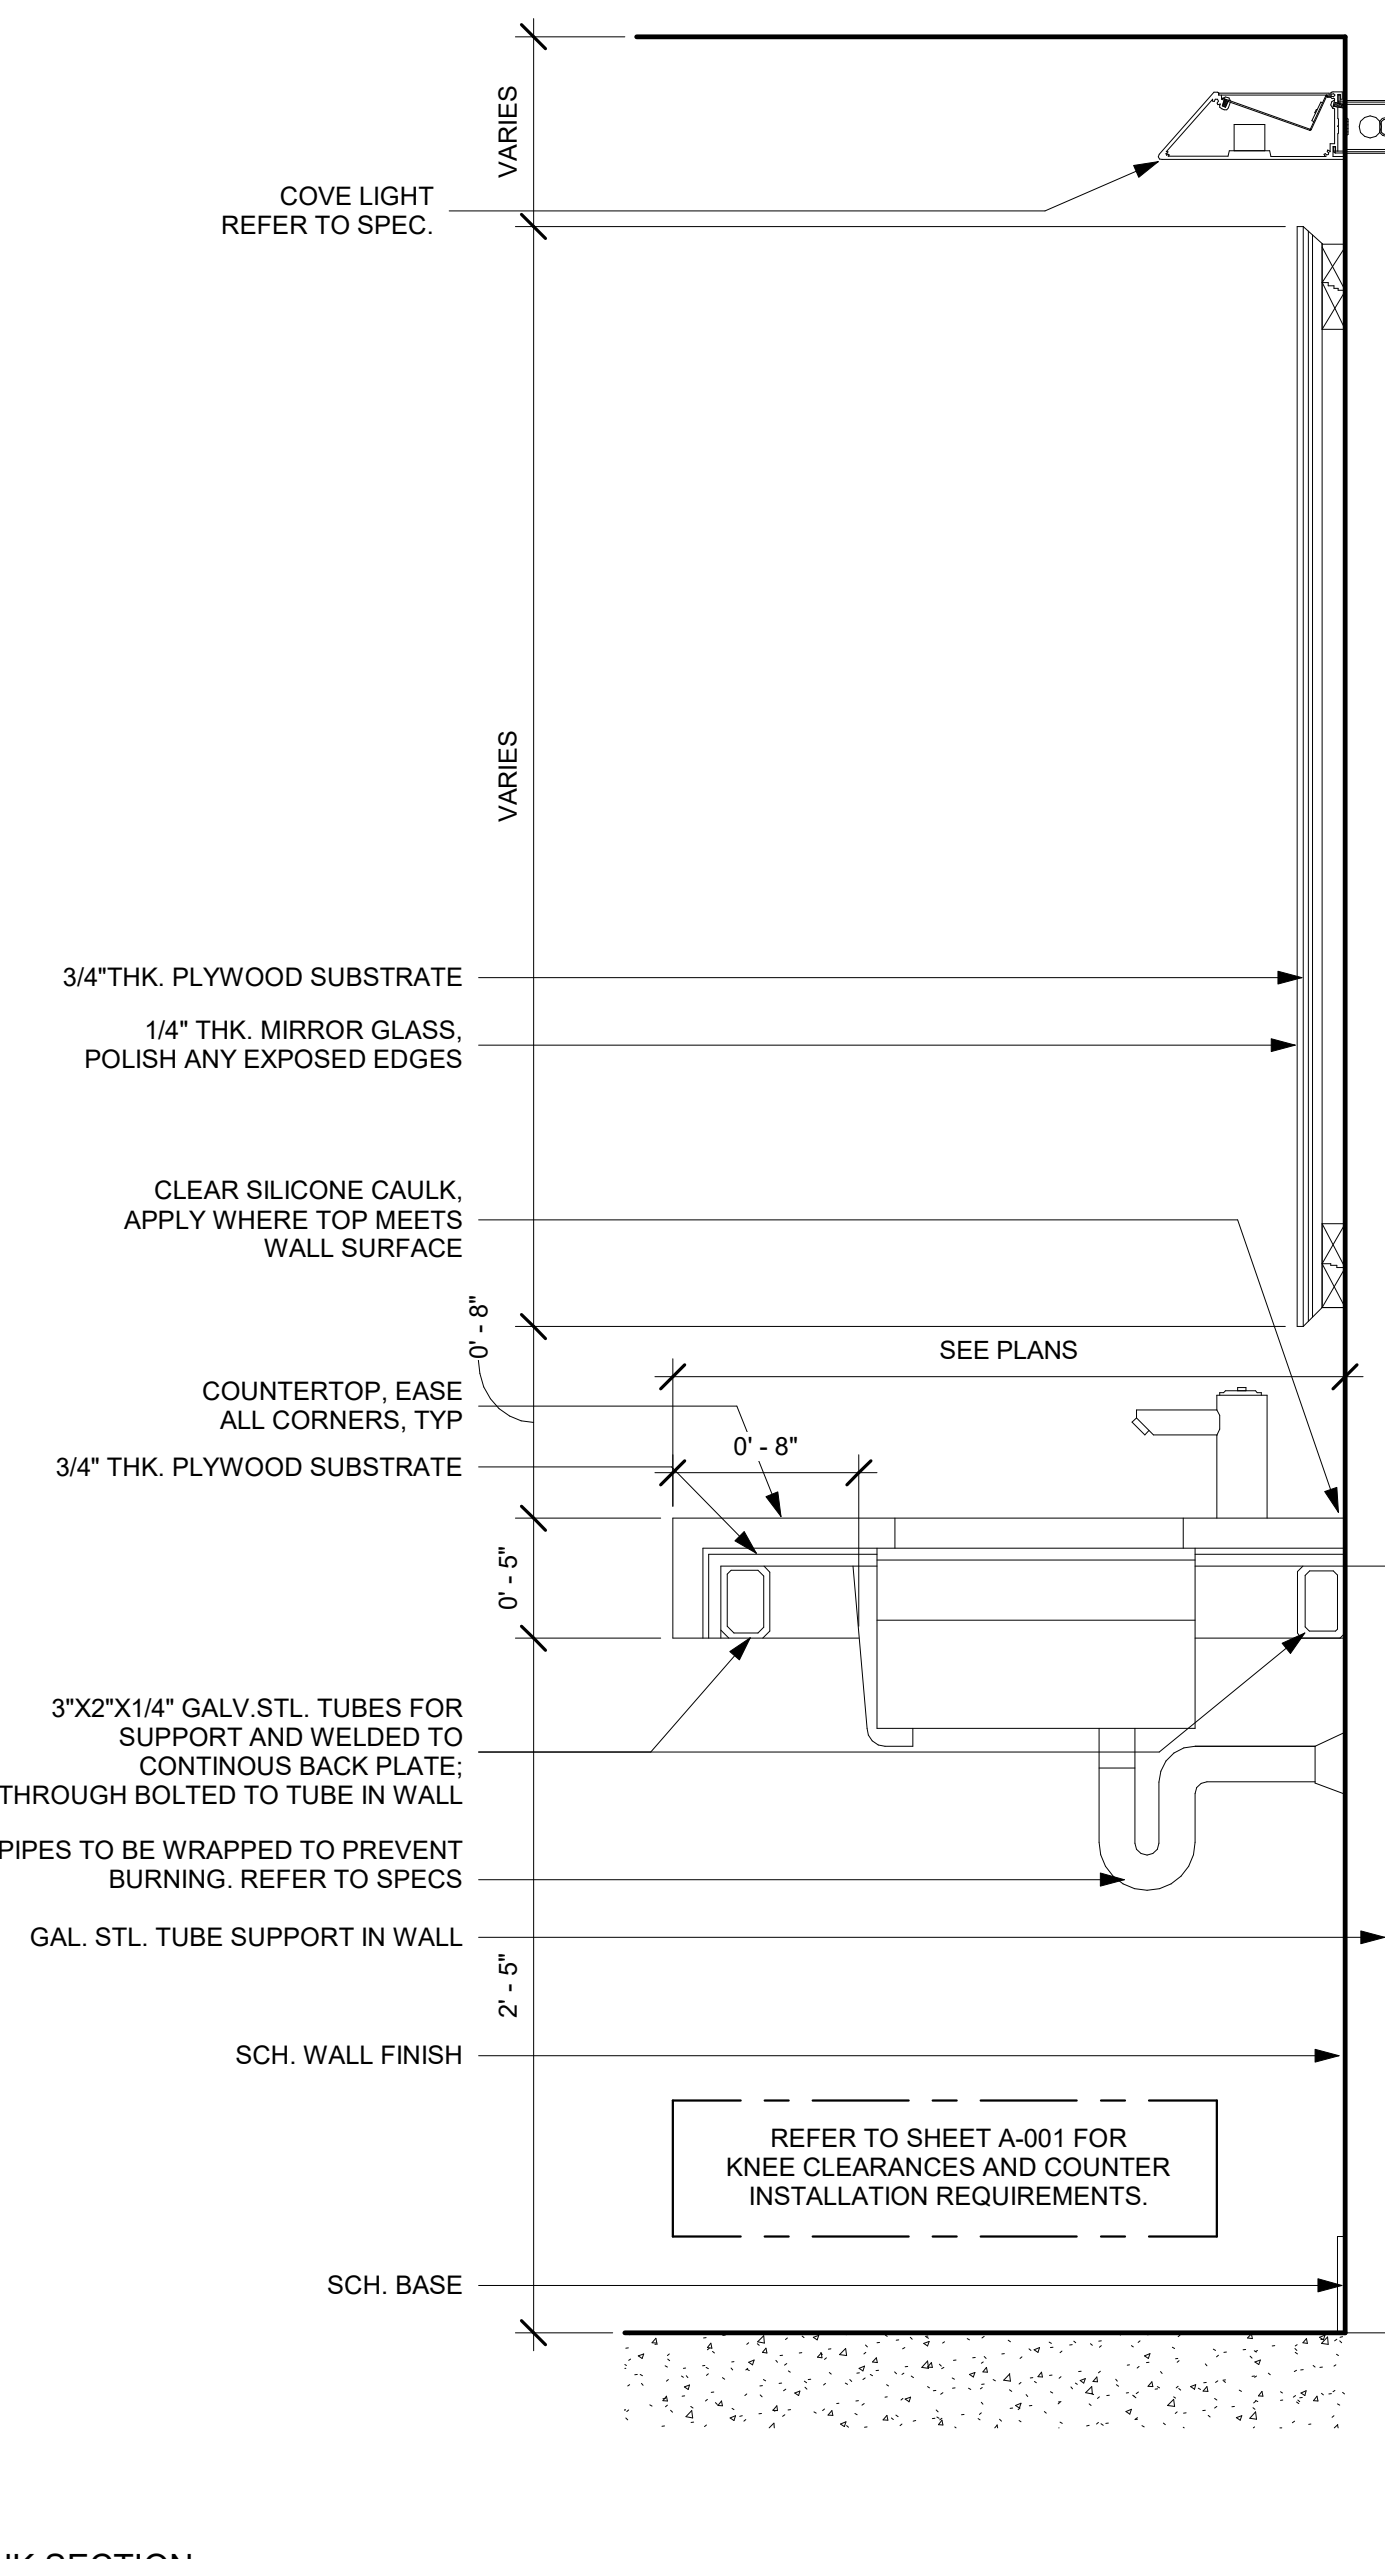 VARIES
COVE LIGHT
REFER TO SPEC.
VARIES
3/4"THK. PLYWOOD SUBSTRATE
1/4" THK. MIRROR GLASS,
POLISH ANY EXPOSED EDGES
CLEAR SILICONE CAULK,
APPLY WHERE TOP MEETS
WALL SURFACE
0' - 8"
SEE PLANS
COUNTERTOP, EASE
ALL CORNERS, TYP
0' - 8"
3/4" THK. PLYWOOD SUBSTRATE
0' - 5"
3"X2"X1/4" GALV.STL. TUBES FOR
SUPPORT AND WELDED TO
CONTINOUS BACK PLATE;
THROUGH BOLTED TO TUBE IN WALL
PIPES TO BE WRAPPED TO PREVENT
BURNING. REFER TO SPECS
GAL. STL. TUBE SUPPORT IN WALL
2' - 5"
SCH. WALL FINISH
REFER TO SHEET A-001 FOR
KNEE CLEARANCES AND COUNTER
INSTALLATION REQUIREMENTS.
SCH. BASE
SECTION